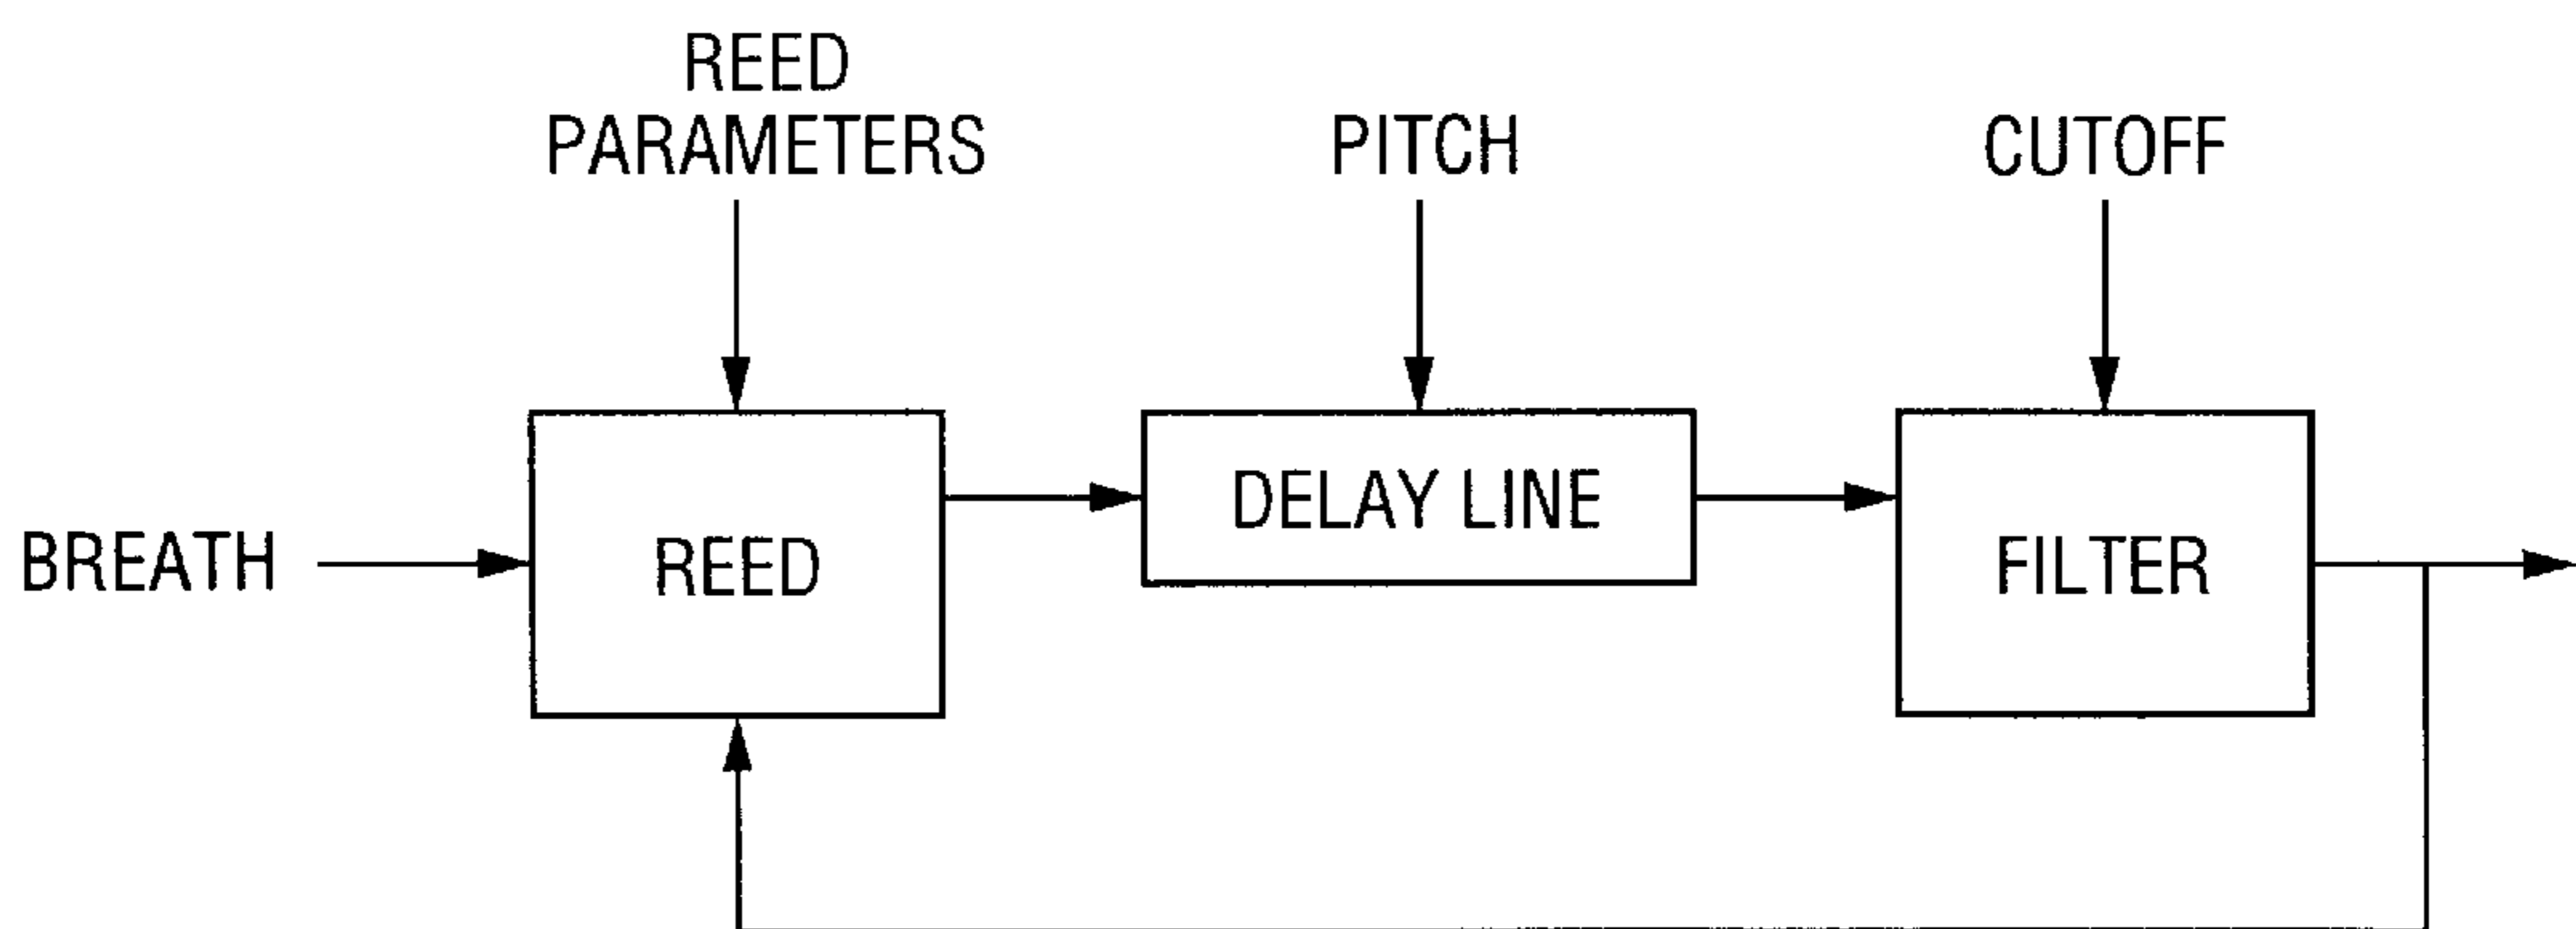 REED
PARAMETERS
PITCH
CUTOFF
BREATH
REED
DELAY LINE
FILTER